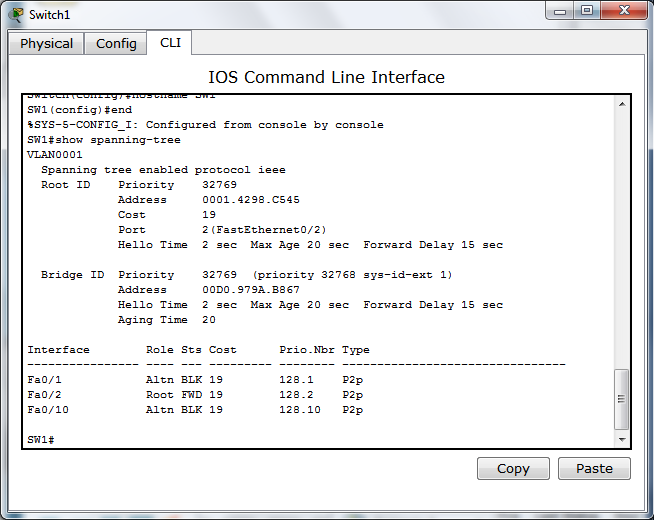 Switch1
Physical Config CLI
IOS Command Line Interface
Switch(config)#hostname SW1
SW1(config)#end
%SYS-5-CONFIG_I: Configured from console by console
SW1#show spanning-tree
VLAN0001
  Spanning tree enabled protocol ieee
  Root ID    Priority    32769
             Address     0001.4298.C545
             Cost        19
             Port        2(FastEthernet0/2)
             Hello Time  2 sec  Max Age 20 sec  Forward Delay 15 sec
  Bridge ID  Priority    32769  (priority 32768 sys-id-ext 1)
             Address     00D0.979A.B867
             Hello Time  2 sec  Max Age 20 sec  Forward Delay 15 sec
             Aging Time  20
Interface        Role Sts Cost      Prio.Nbr Type
---------------- ---- --- --------- -------- --------------------------------
Fa0/1            Altn BLK 19        128.1    P2p
Fa0/2            Root FWD 19        128.2    P2p
Fa0/10           Altn BLK 19        128.10   P2p
SW1#
Copy Paste